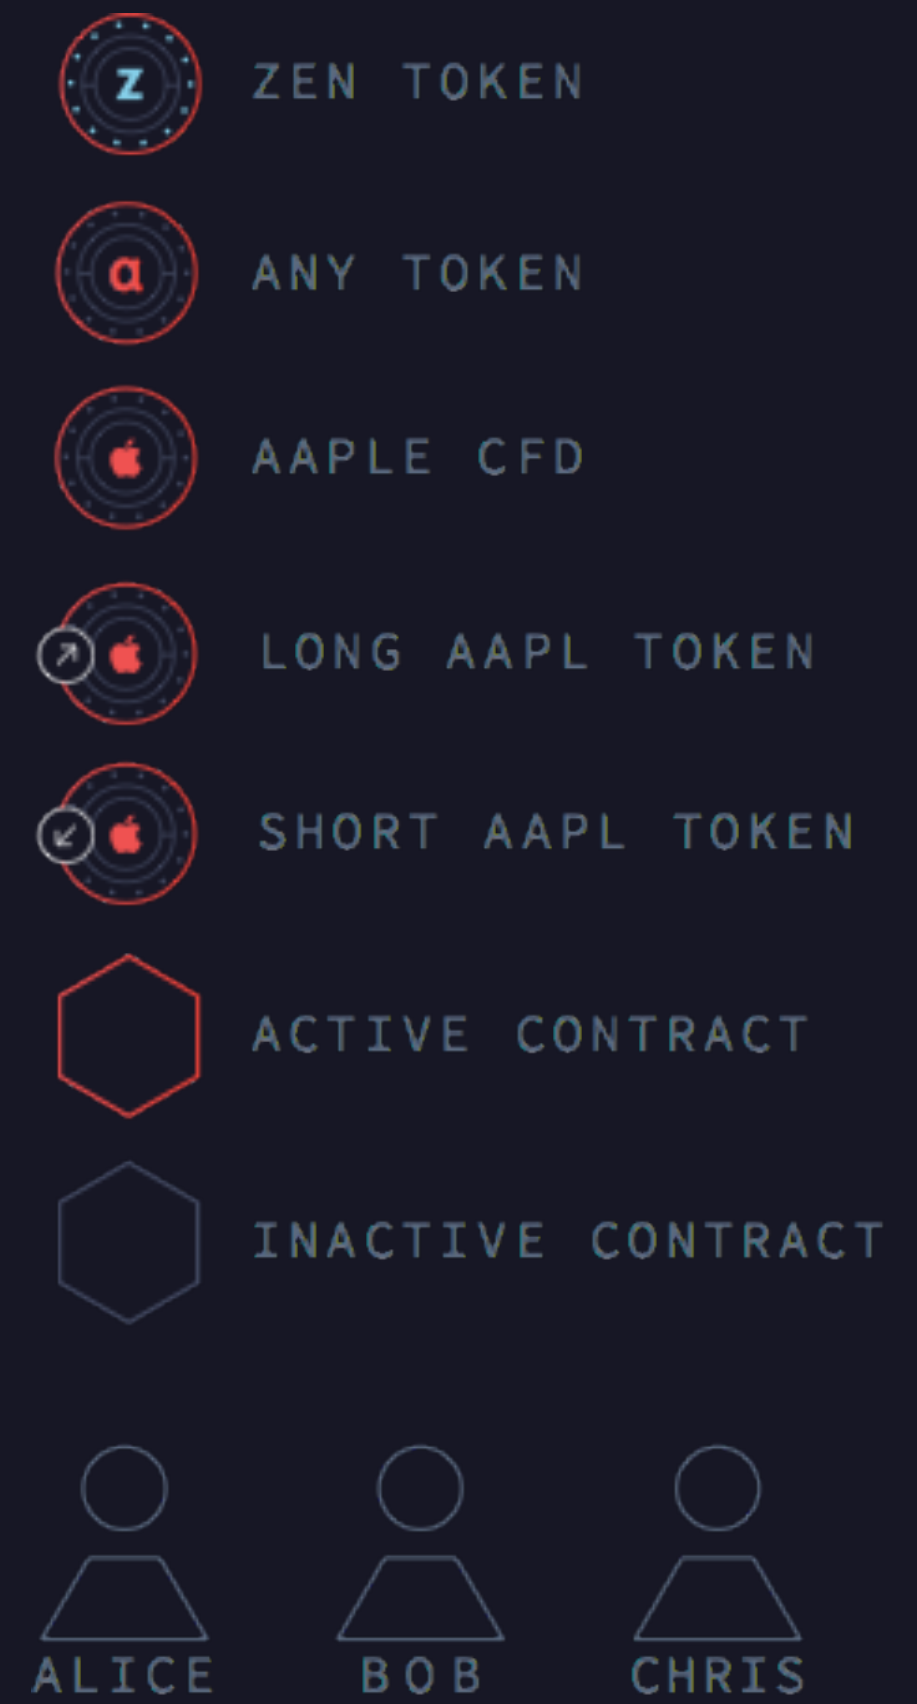 z ZEN TOKEN
a ANY TOKEN
AAPLE CFD
LONG AAPL TOKEN
SHORT AAPL TOKEN
ACTIVE CONTRACT
INACTIVE CONTRACT
ALICE BOB CHRIS